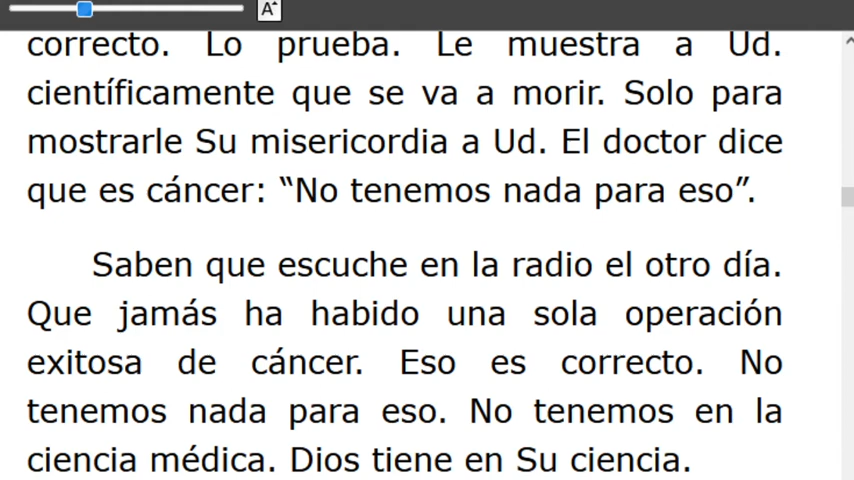 A
correcto. Lo prueba. Le muestra a Ud.
científicamente que se va a morir. Solo para
mostrarle Su misericordia a Ud. El doctor dice
que es cáncer: “No tenemos nada para eso”.
Saben que escuche en la radio el otro día.
Que jamás ha habido una sola operación
exitosa de cáncer. Eso es correcto. No
tenemos nada para eso. No tenemos en la
ciencia médica. Dios tiene en Su ciencia.